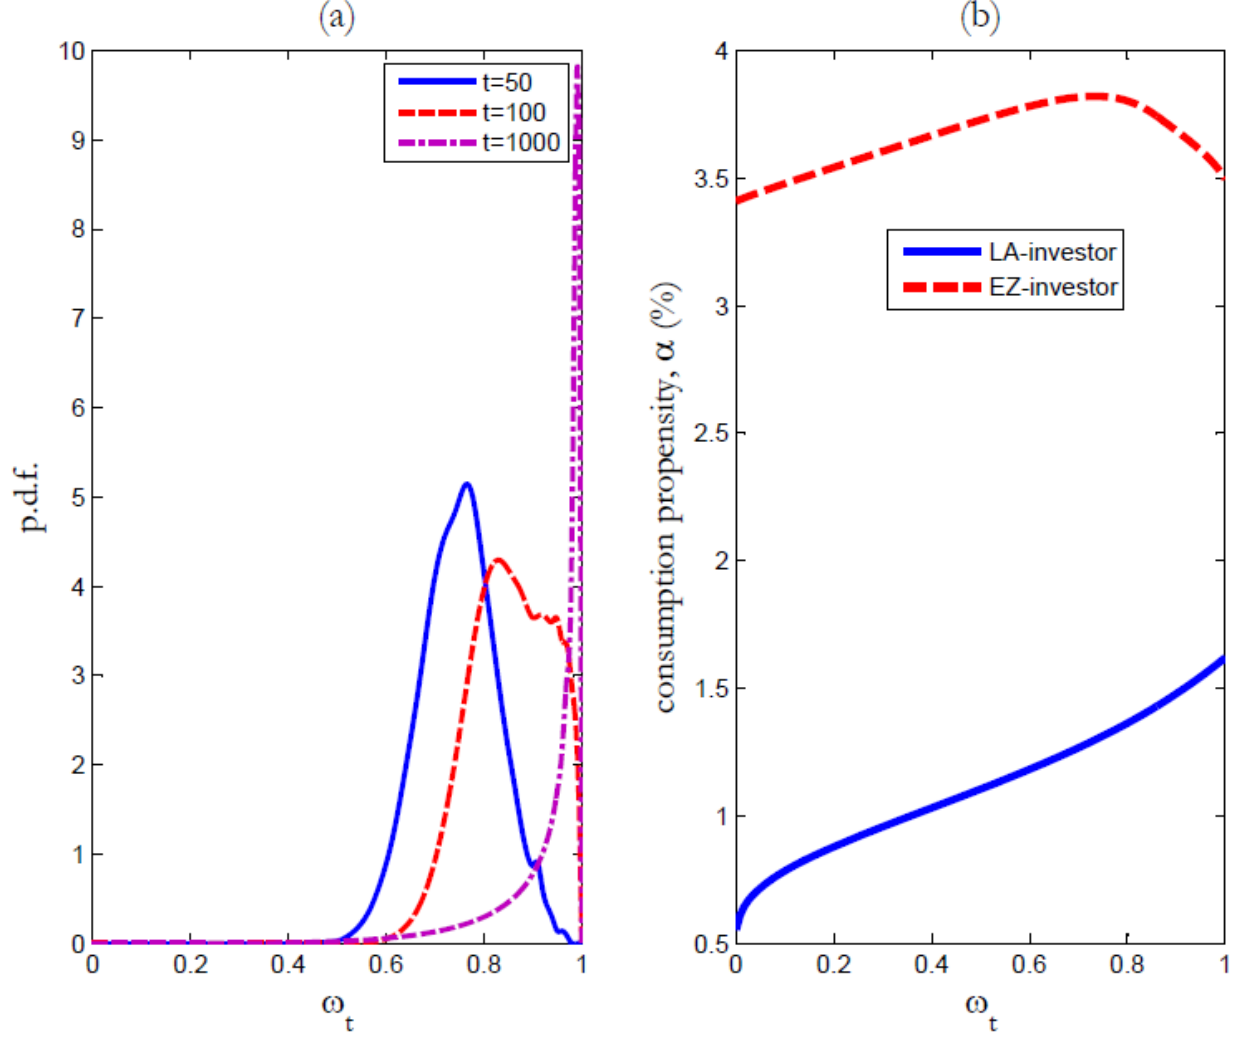 (a)
10
9
8
7
6
5
4
3
2
1
0
p.d.f.
t=50
t=100
t=1000
0
0.2
0.4
0.6
0.8
1
ωt
(b)
4
3.5
3
2.5
2
1.5
1
0.5
consumption propensity, α (%)
LA-investor
EZ-investor
0
0.2
0.4
0.6
0.8
1
ωt